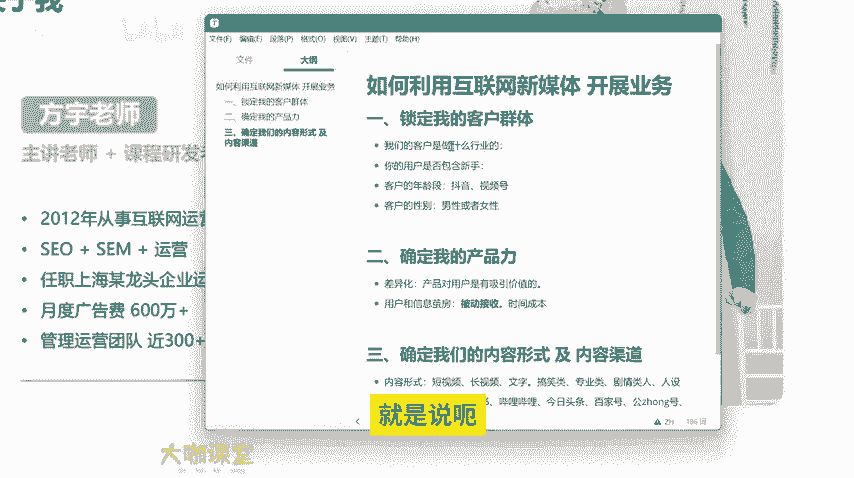 方宇老师
主讲老师 + 课程研发
2012年从事互联网运营
SEO + SEM + 运营
任职上海某龙头企业运
月度广告费 600万+
管理运营团队 近300+
文件(F) 编辑(E) 段落(P) 格式(O) 视图(V) 主题(T) 帮助(H)
文件 大纲
如何利用互联网新媒体 开展业务
一、锁定我的客户群体
二、确定我的产品力
三、确定我们的内容形式 及
内容渠道
如何利用互联网新媒体 开展业务
一、锁定我的客户群体
我们的客户是做什么行业的：
你的用户是否包含新手：
客户的年龄段：抖音、视频号
客户的性别：男性或者女性
二、确定我的产品力
差异化：产品对用户是有吸引价值的。
用户和信息茧房：被动接收。时间成本
三、确定我们的内容形式 及 内容渠道
内容形式：短视频、长视频、文字。搞笑类、专业类、剧情类人、人设
哔哩哔哩、今日头条、百家号、公zhong号、
就是说呃
ZH 186 词